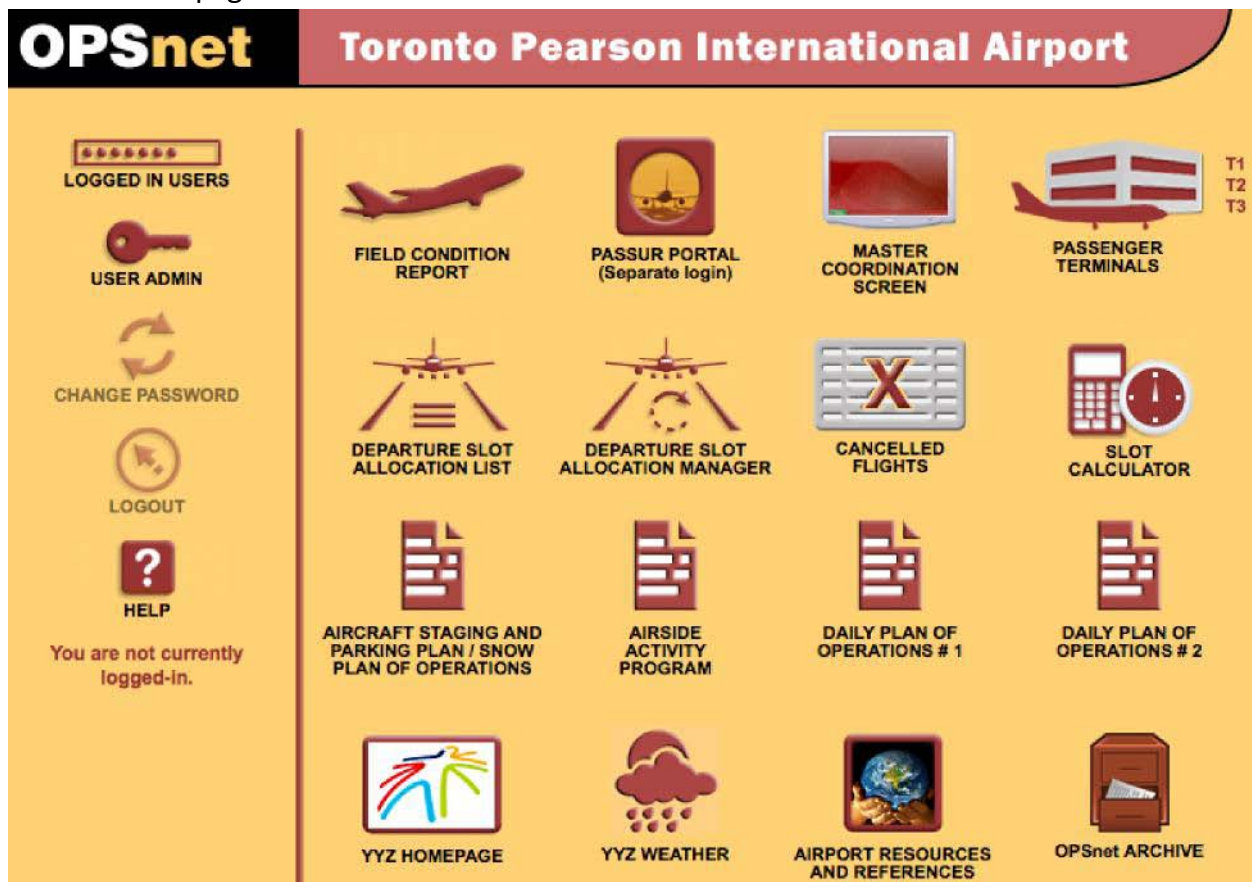 OPSnet
Toronto Pearson International Airport
LOGGED IN USERS
USER ADMIN
CHANGE PASSWORD
LOGOUT
?
HELP
You are not currently
logged-in.
FIELD CONDITION
REPORT
PASSUR PORTAL
(Separate login)
MASTER
COORDINATION
SCREEN
T1
T2
T3
PASSENGER
TERMINALS
DEPARTURE SLOT
ALLOCATION LIST
DEPARTURE SLOT
ALLOCATION MANAGER
X
CANCELLED
FLIGHTS
SLOT
CALCULATOR
AIRCRAFT STAGING AND
PARKING PLAN / SNOW
PLAN OF OPERATIONS
AIRSIDE
ACTIVITY
PROGRAM
DAILY PLAN OF
OPERATIONS # 1
DAILY PLAN OF
OPERATIONS # 2
YYZ HOMEPAGE
YYZ WEATHER
AIRPORT RESOURCES
AND REFERENCES
OPSnet ARCHIVE